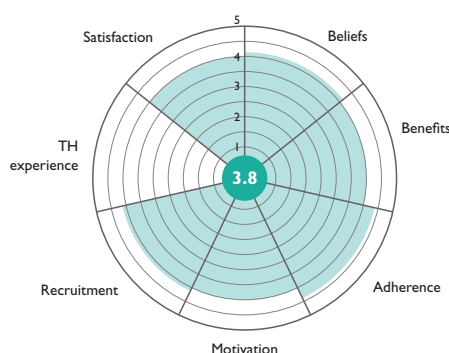 5
Satisfaction
Beliefs
4
3
2
TH
experience
1
Benefits
3.8
Recruitment
Adherence
Motivation